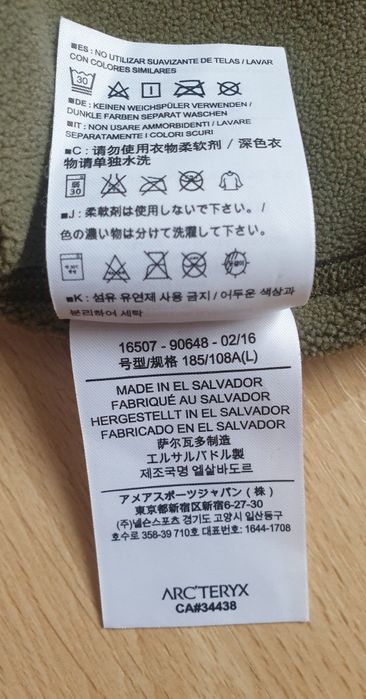 ■ES : NO UTILIZAR SUAVIZANTE DE TELAS / LAVAR
CON COLORES SIMILARES
30
■DE : KEINEN WEICHSPÜLER VERWENDEN /
DUNKLE FARBEN SEPARAT WASCHEN
■IT : NON USARE AMMORBIDENTI / LAVARE
SEPARATAMENTE I COLORI SCURI
■C : 请勿使用衣物柔软剂 / 深色衣
物请单独水洗
30
■J : 柔軟剤は使用しないで下さい。/
色の濃い物は分けて洗濯して下さい。
■K : 섬유 유연제 사용 금지 / 어두운 색상과
분리하여 세탁
16507 - 90648 - 02/16
号型/规格 185/108A(L)
MADE IN EL SALVADOR
FABRIQUÉ AU SALVADOR
HERGESTELLT IN EL SALVADOR
FABRICADO EN EL SALVADOR
萨尔瓦多制造
エルサルバドル製
제조국명 엘살바도르
アメアスポーツジャパン (株)
東京都新宿区新宿6-27-30
(주)넬슨스포츠 경기도 고양시 일산동구
호수로 358-39 710호 대표번호: 1644-1708
ARC'TERYX
CA#34438